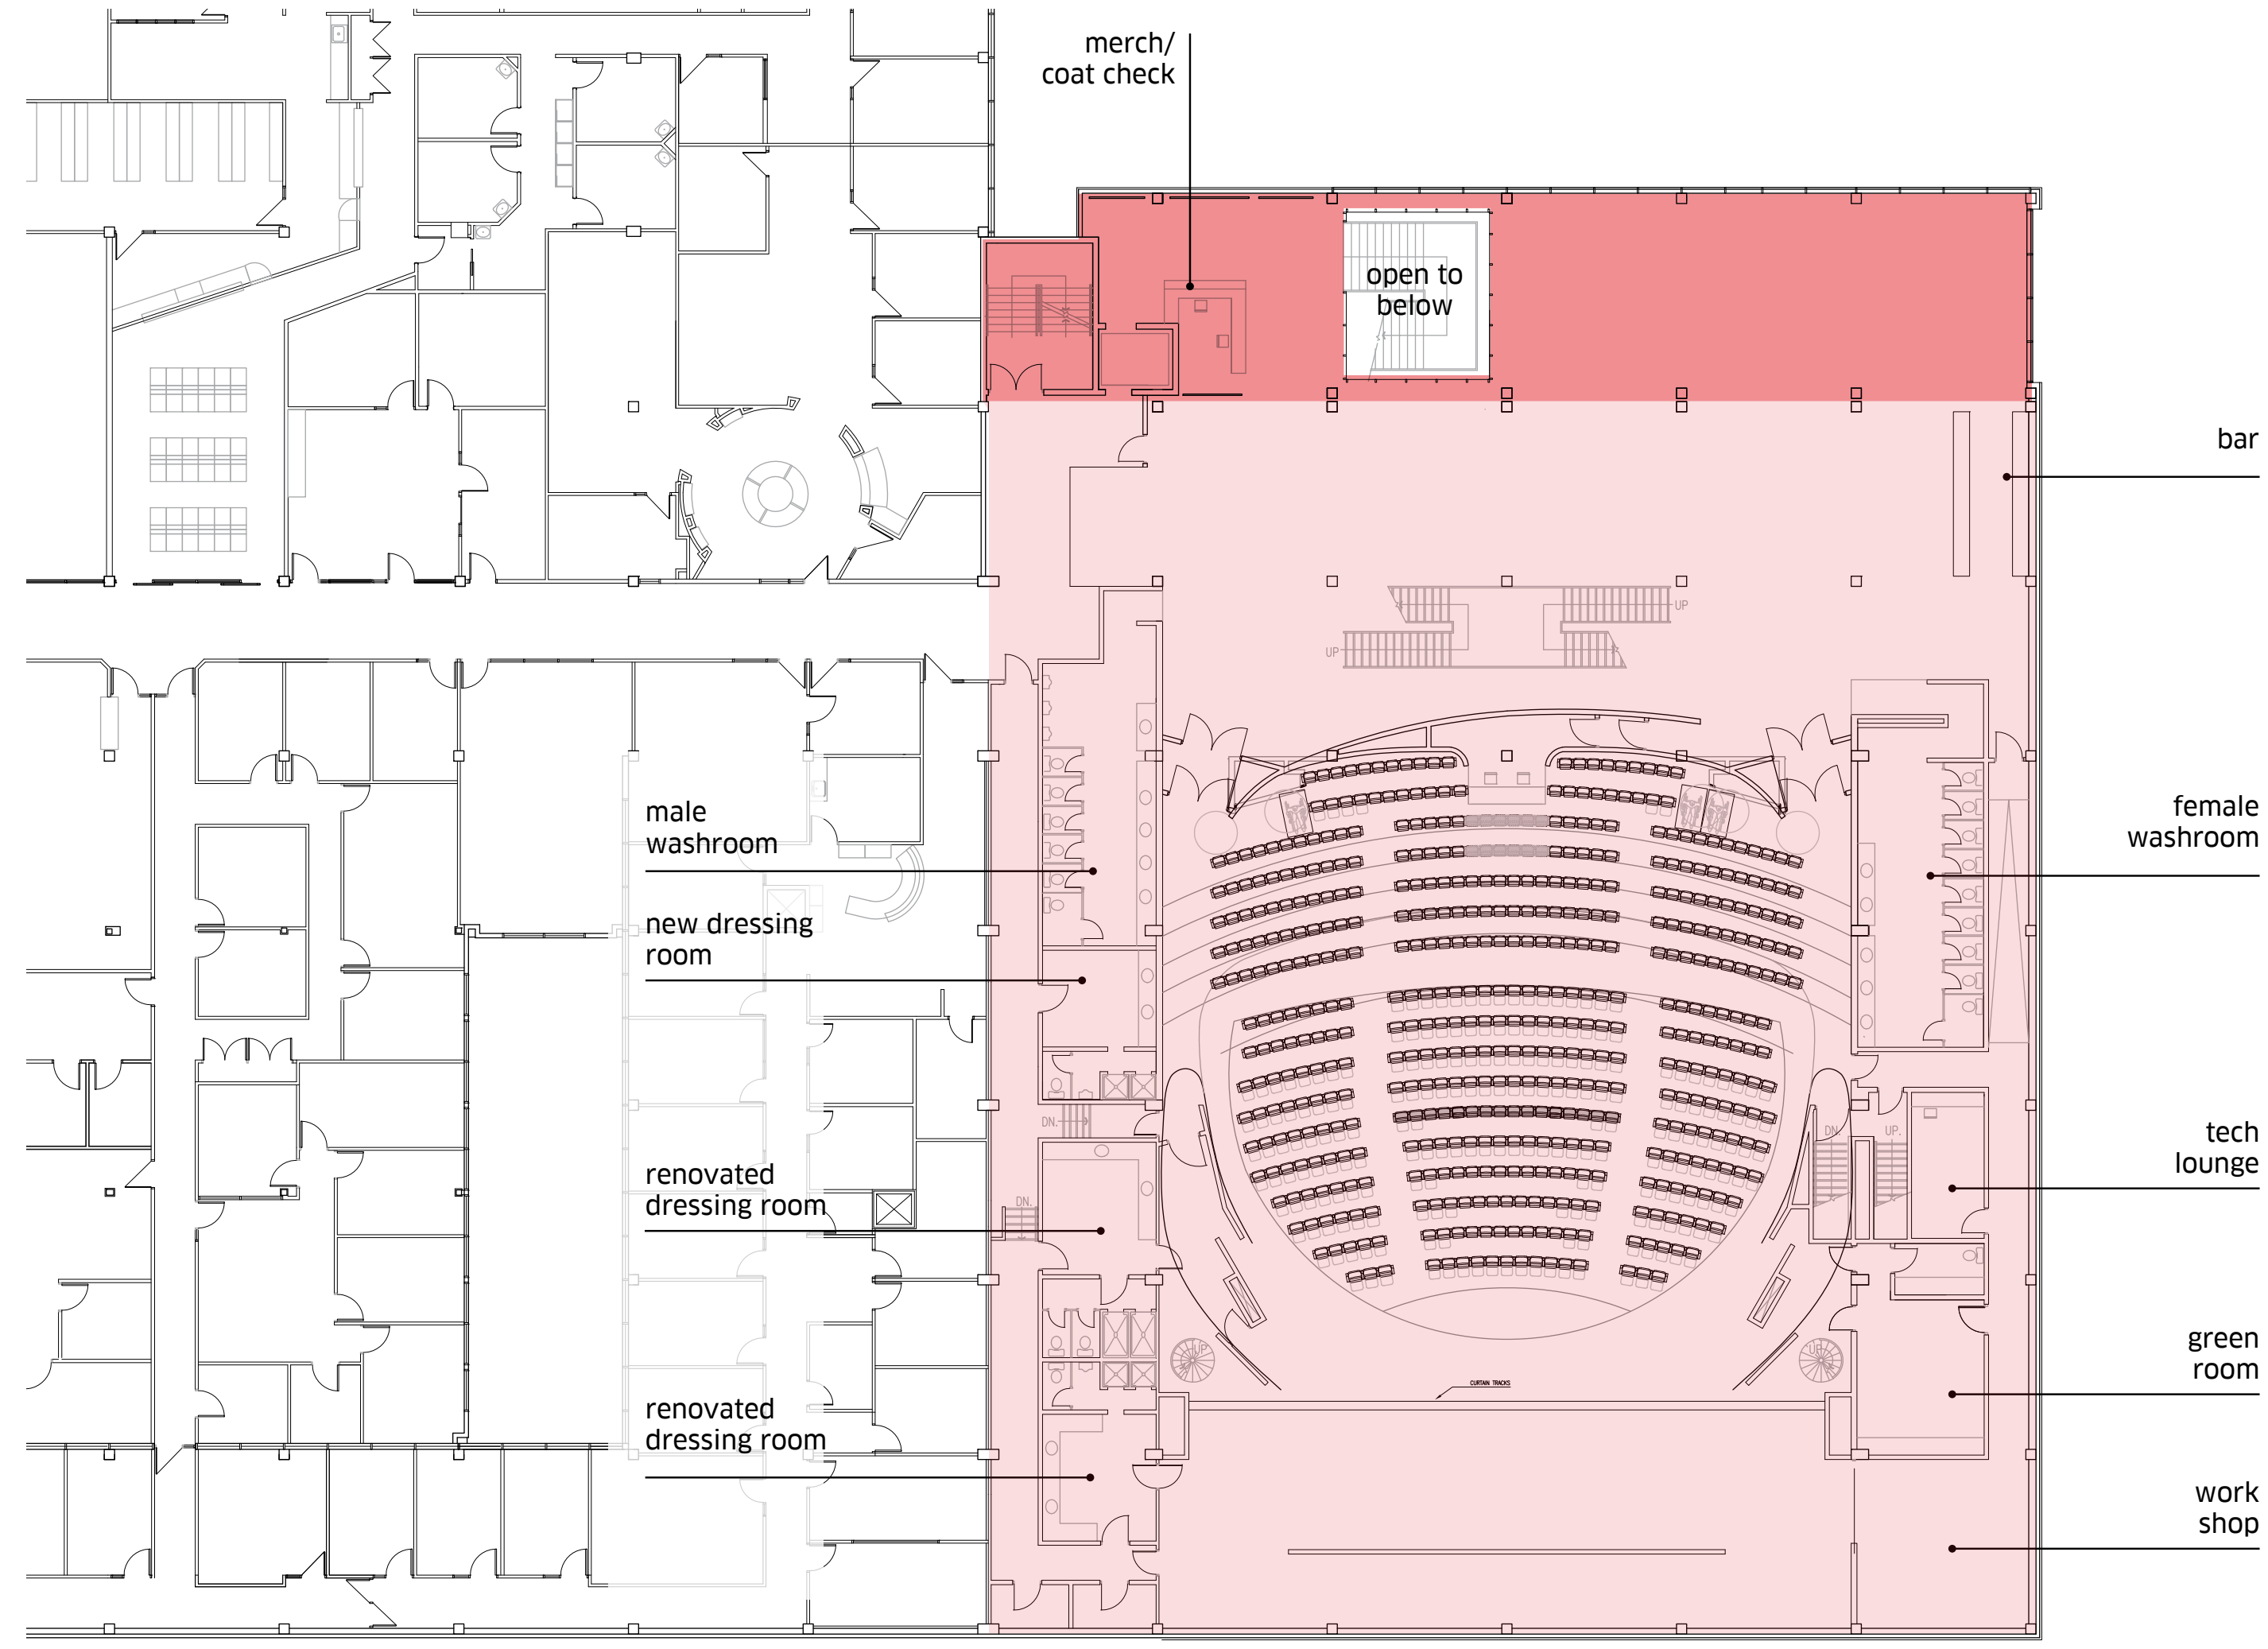 merch/
coat check
open to
below
bar
UP
UP
male
washroom
female
washroom
new dressing
room
DN.
DN.
UP.
tech
lounge
renovated
dressing room
DN.
UP
UP
green
room
CURTAIN TRACKS
renovated
dressing room
work
shop